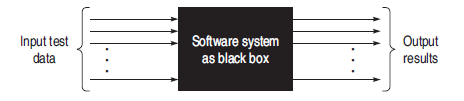 Input test
data
Software system
as black box
Output
results